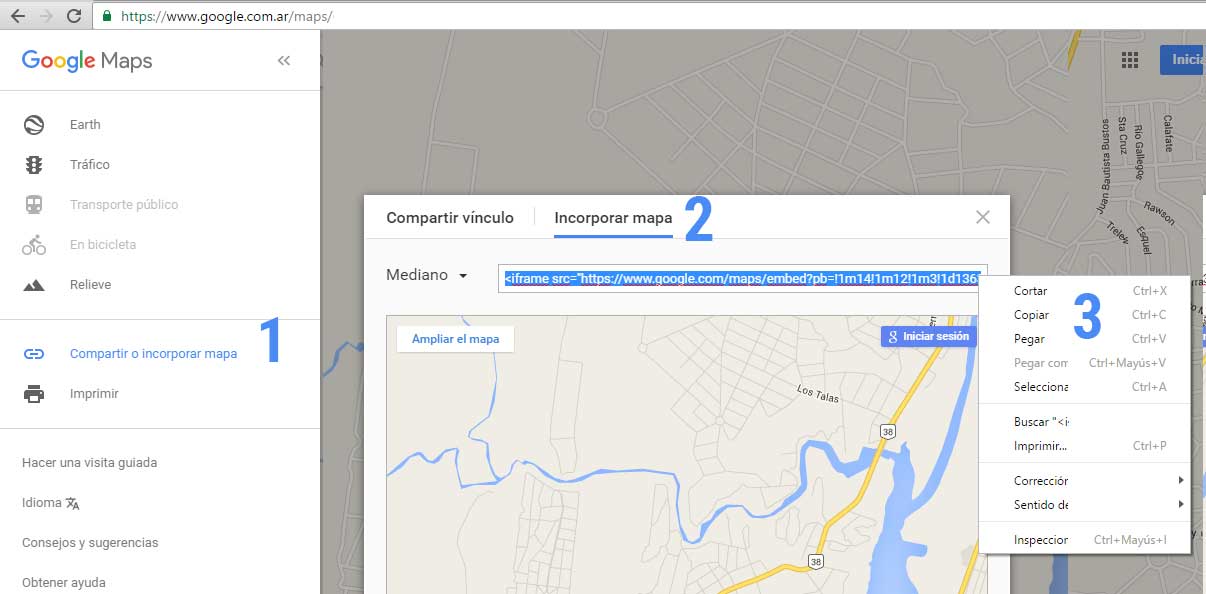 https://www.google.com.ar/maps/
Google Maps
Earth
Tráfico
Transporte público
En bicicleta
Relieve
1
Compartir o incorporar mapa
Imprimir
Hacer una visita guiada
Idioma
Consejos y sugerencias
Obtener ayuda
Inicia
Juan Bautista Bustos
Sta Cruz
Rio Gallegos
Calafate
Rawson
Trelew
Esquel
Compartir vínculo
Incorporar mapa
2
Mediano
<iframe src="https://www.google.com/maps/embed?pb=!1m14!1m12!1m3!1d136
Ampliar el mapa
Iniciar sesión
Los Talas
38
38
3
Cortar Ctrl+X
Copiar Ctrl+C
Pegar Ctrl+V
Pegar com Ctrl+Mayús+V
Selecciona Ctrl+A
Buscar "<i
Imprimir... Ctrl+P
Corrección
Sentido de
Inspeccion Ctrl+Mayús+I